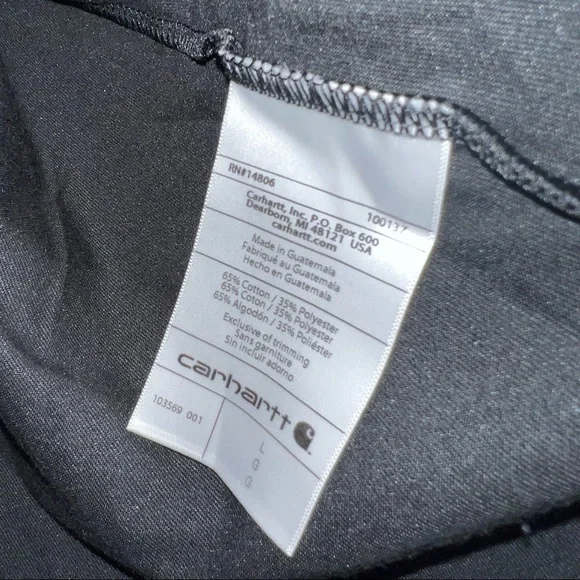 RN#14806 100137
Carhartt, Inc. P.O. Box 600
Dearborn, MI 48121 USA
carhartt.com
Made in Guatemala
Fabriqué au Guatemala
Hecho en Guatemala
65% Cotton / 35% Polyester
65% Coton / 35% Polyester
65% Algodón / 35% Poliéster
Exclusive of trimming
Sans garniture
Sin incluir adorno
carhartt
103569 001
L
G
G